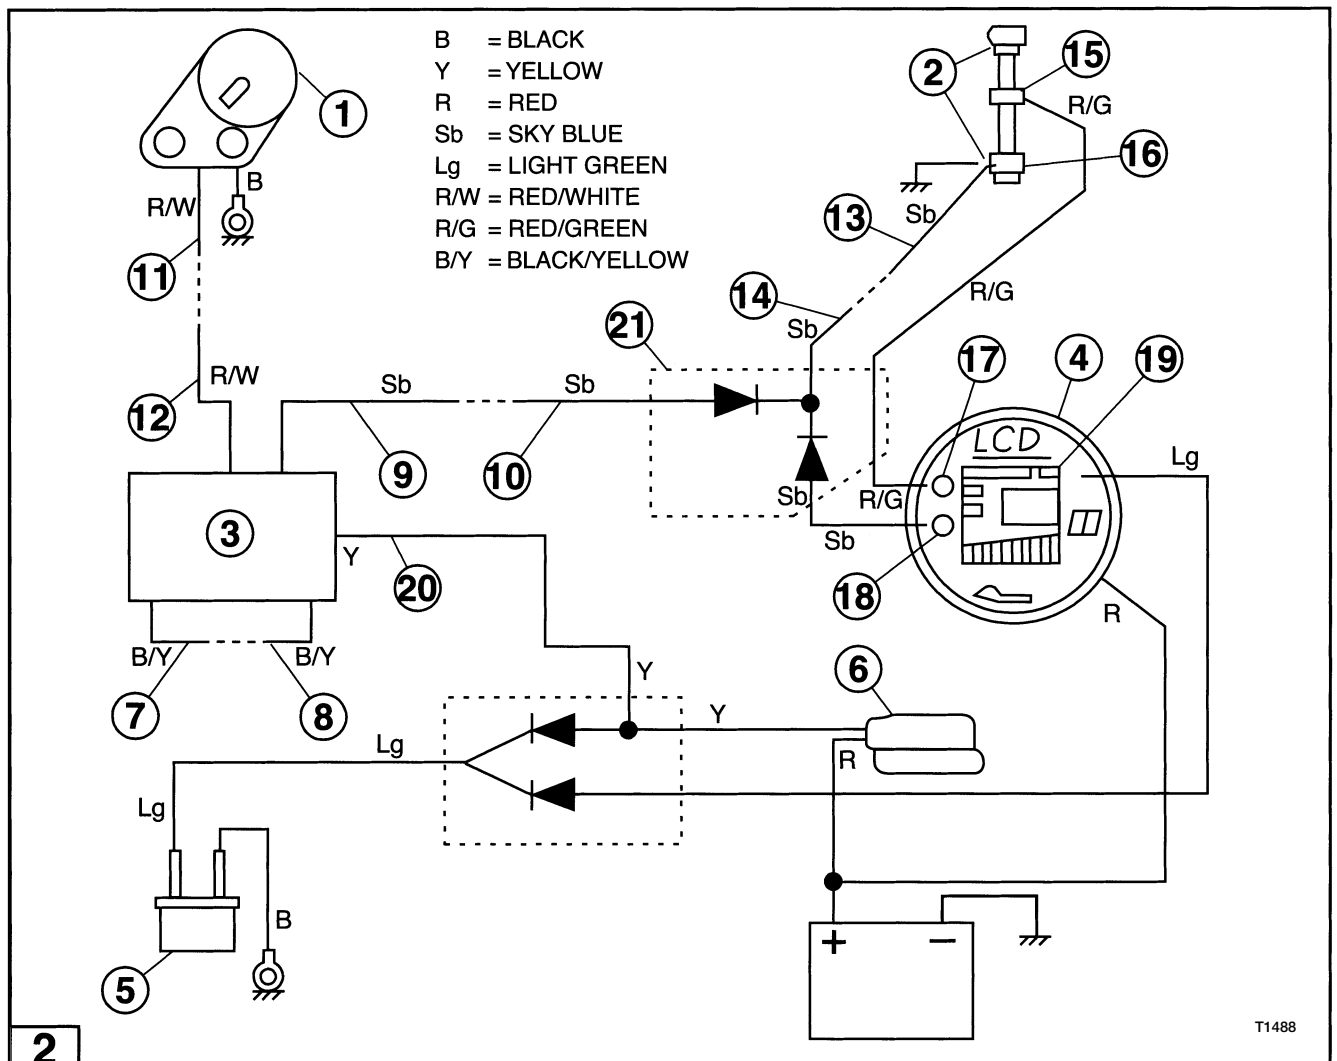 B = BLACK
Y = YELLOW
R = RED
Sb = SKY BLUE
Lg = LIGHT GREEN
R/W = RED/WHITE
R/G = RED/GREEN
B/Y = BLACK/YELLOW
1
2
15
R/G
16
B
R/W
13
Sb
11
14
Sb
R/G
21
17
4
19
12
R/W
Sb
Sb
9
10
LCD
Lg
Sb
R/G
3
Y
20
Sb
18
R
B/Y
B/Y
7
8
Y
6
Y
R
Lg
Lg
B
5
+
−
T1488
2